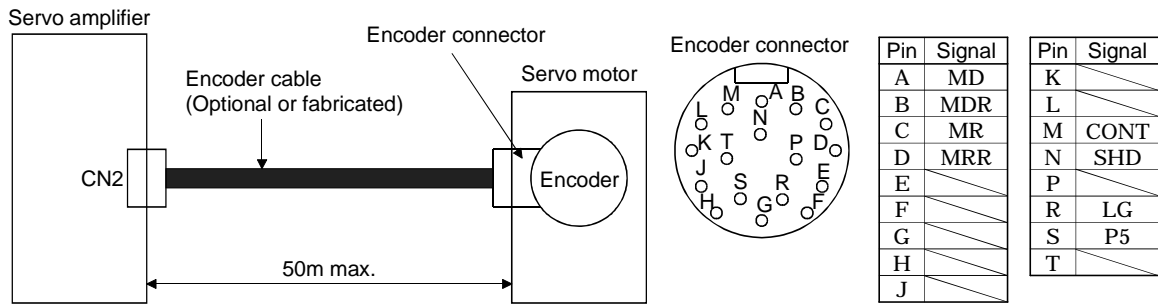 Servo amplifier
CN2
Encoder cable
(Optional or fabricated)
50m max.
Encoder connector
Servo motor
Encoder
Encoder connector
M A B
L N C
K T P D
J S R E
H G F
Pin Signal
A MD
B MDR
C MR
D MRR
E
F
G
H
J
Pin Signal
K
L
M CONT
N SHD
P
R LG
S P5
T